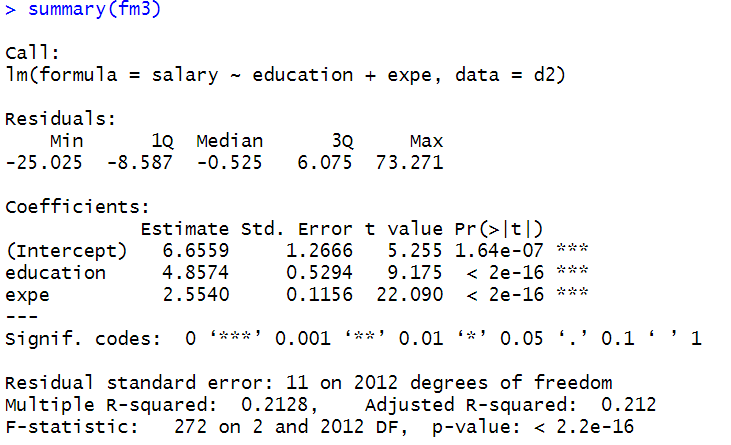 > summary(fm3)
Call:
lm(formula = salary ~ education + expe, data = d2)
Residuals:
    Min      1Q  Median      3Q     Max
-25.025  -8.587  -0.525   6.075  73.271
Coefficients:
            Estimate Std. Error t value Pr(>|t|)
(Intercept)   6.6559     1.2666   5.255 1.64e-07 ***
education     4.8574     0.5294   9.175  < 2e-16 ***
expe          2.5540     0.1156  22.090  < 2e-16 ***
---
Signif. codes:  0 ‘***’ 0.001 ‘**’ 0.01 ‘*’ 0.05 ‘.’ 0.1 ‘ ’ 1
Residual standard error: 11 on 2012 degrees of freedom
Multiple R-squared:  0.2128,    Adjusted R-squared:  0.212
F-statistic:   272 on 2 and 2012 DF,  p-value: < 2.2e-16